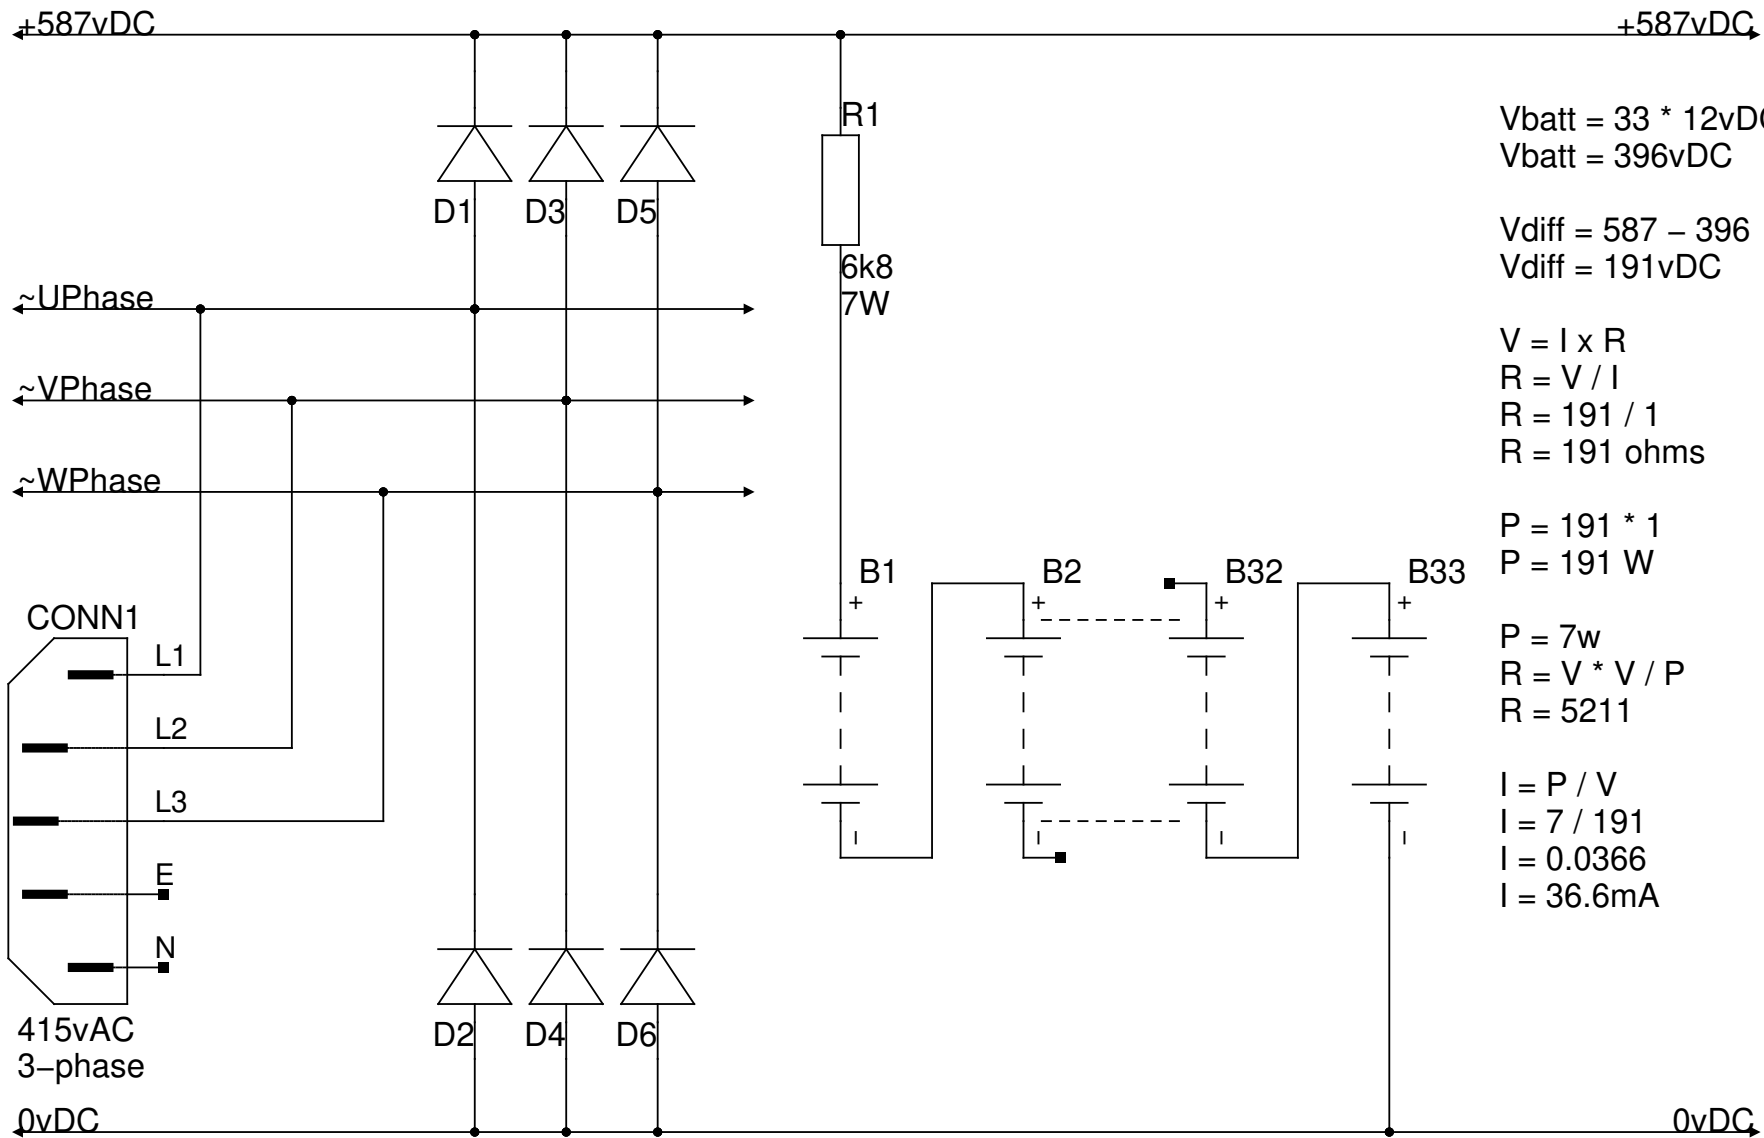 +587vDC
+587vDC
R1
D1
D3
D5
6k8
7W
~UPhase
~VPhase
~WPhase
CONN1
L1
L2
L3
E
N
415vAC
3–phase
B1
B2
B32
B33
+
+
+
+
–
–
–
–
D2
D4
D6
0vDC
0vDC
Vbatt = 33 * 12vDC
Vbatt = 396vDC
Vdiff = 587 – 396
Vdiff = 191vDC
V = I x R
R = V / I
R = 191 / 1
R = 191 ohms
P = 191 * 1
P = 191 W
P = 7w
R = V * V / P
R = 5211
I = P / V
I = 7 / 191
I = 0.0366
I = 36.6mA